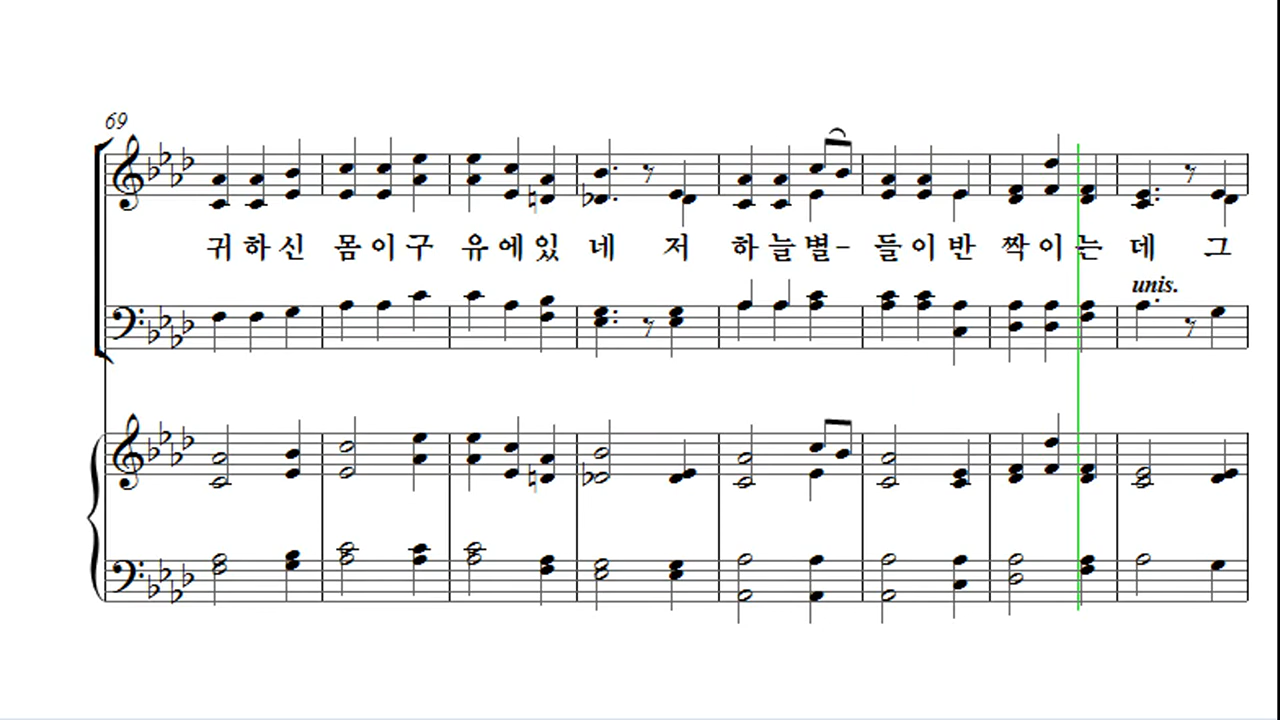 69
귀 하 신 몸 이 구 유 에 있 네 저 하 늘 별- 들 이 반 짝 이 는 데 그
unis.